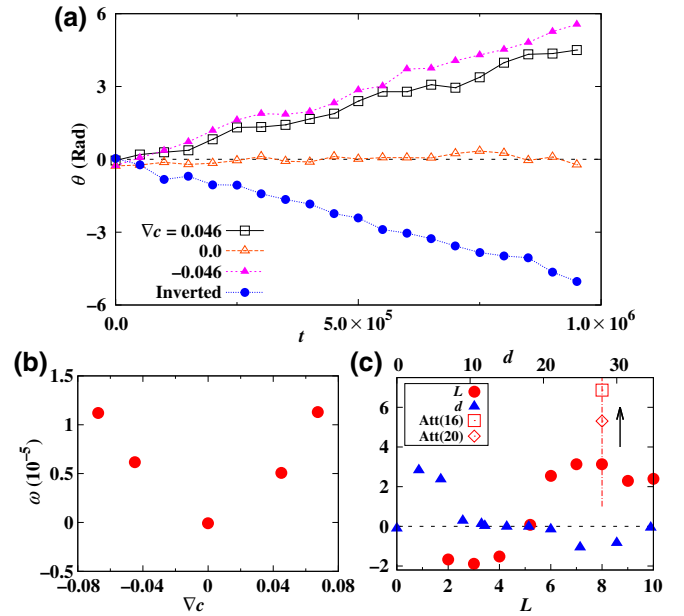 (a)
6
3
0
−3
−6
θ (Rad)
∇c = 0.046
0.0
−0.046
Inverted
0.0
5.0×10⁵
1.0×10⁶
t
(b)
1.5
1
0.5
0
−0.5
ω (10⁻⁵)
−0.08
−0.04
0
0.04
0.08
∇c
(c)
0
10
20
30
d
L
d
Att(16)
Att(20)
6
4
2
0
−2
0
2
4
6
8
10
L